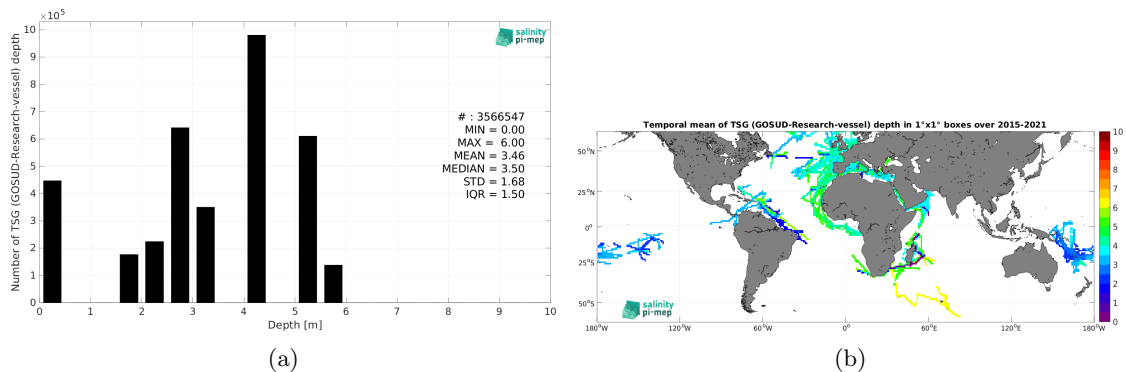 ×10⁵
10
9
8
7
6
5
4
3
2
1
0
Number of TSG (GOSUD-Research-vessel) depth
salinity
pi-mep
# : 3566547
MIN = 0.00
MAX = 6.00
MEAN = 3.46
MEDIAN = 3.50
STD = 1.68
IQR = 1.50
0 1 2 3 4 5 6 7 8 9 10
Depth [m]
(a)
Temporal mean of TSG (GOSUD-Research-vessel) depth in 1°x1° boxes over 2015-2021
50°N
25°N
0°
25°S
50°S
salinity
pi-mep
180°W 120°W 60°W 0° 60°E 120°E 180°W
10
9
8
7
6
5
4
3
2
1
0
(b)